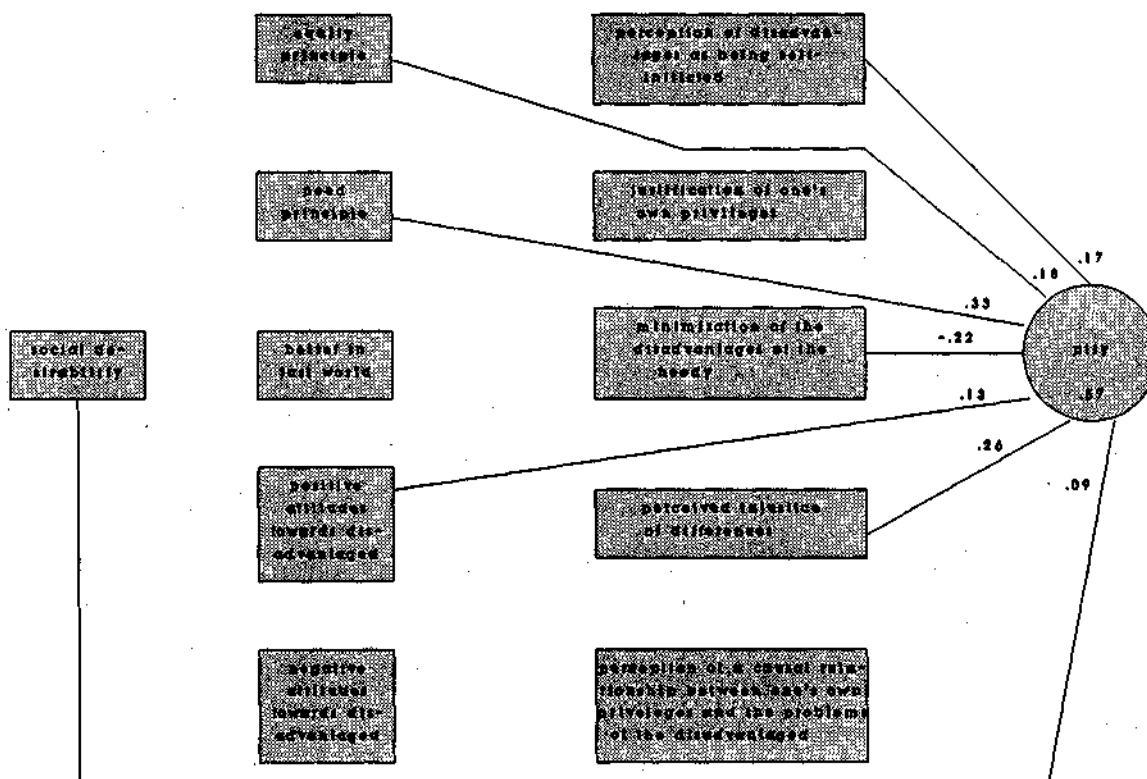 equity
principle
perception of disadvan-
tages as being self-
initiated
need
principle
justification of one's
own privileges
.18
.17
.33
social de-
sirability
belief in
just world
minimization of the
disadvantages of the
needy
-.22
pity
.57
.13
.26
.09
positive
attitudes
towards dis-
advantaged
perceived injustice
of differences
negative
attitudes
towards dis-
advantaged
perception of a causal rela-
tionship between one's own
privileges and the problems
of the disadvantaged